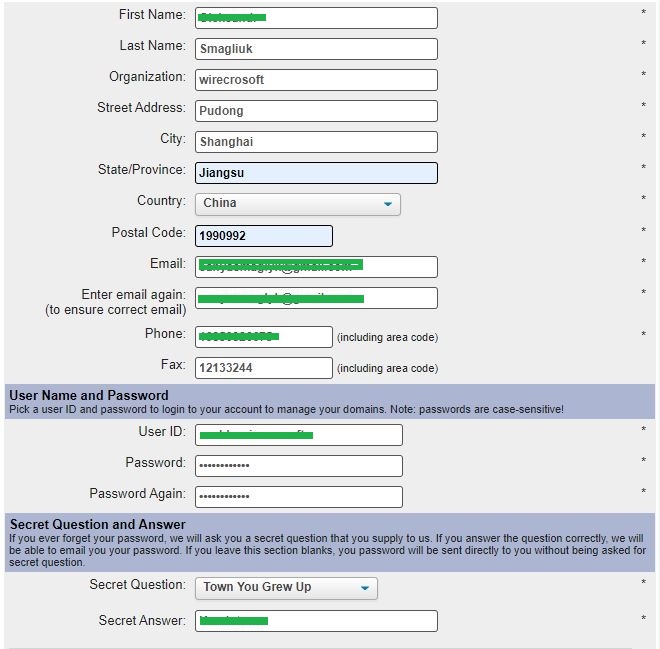 First Name: *
Last Name: Smagliuk *
Organization: wirecrosoft *
Street Address: Pudong *
City: Shanghai *
State/Province: Jiangsu *
Country: China *
Postal Code: 1990992 *
Email: *
Enter email again:
(to ensure correct email) *
Phone: (including area code) *
Fax: 12133244 (including area code)
User Name and Password
Pick a user ID and password to login to your account to manage your domains. Note: passwords are case-sensitive!
User ID: *
Password: •••••••••••• *
Password Again: •••••••••••• *
Secret Question and Answer
If you ever forget your password, we will ask you a secret question that you supply to us. If you answer the question correctly, we will
be able to email you your password. If you leave this section blanks, you password will be sent directly to you without being asked for
secret question.
Secret Question: Town You Grew Up *
Secret Answer: *